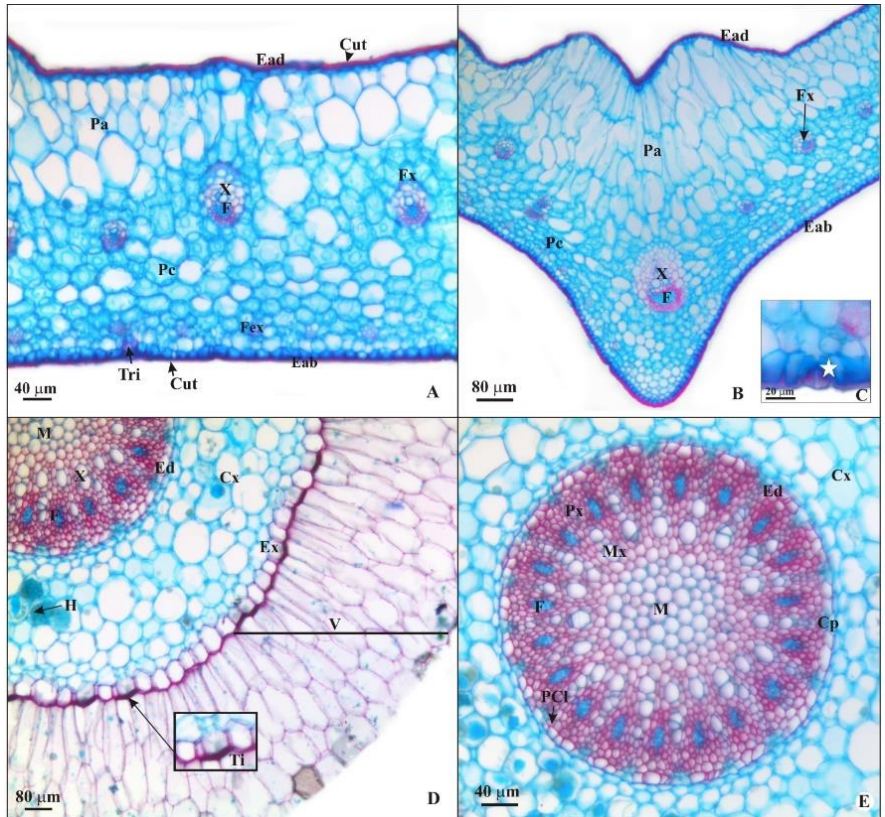 Ead
Cut
Pa
X
F
Fx
Pc
Fex
Tri
Cut
Eab
40 µm
A
Ead
Fx
Pa
Eab
Pc
X
F
80 µm
B
20 µm
C
M
X
Ed
F
Cx
Ex
H
V
Ti
80 µm
D
Cx
Ed
Px
Mx
F
M
Cp
PCl
40 µm
E